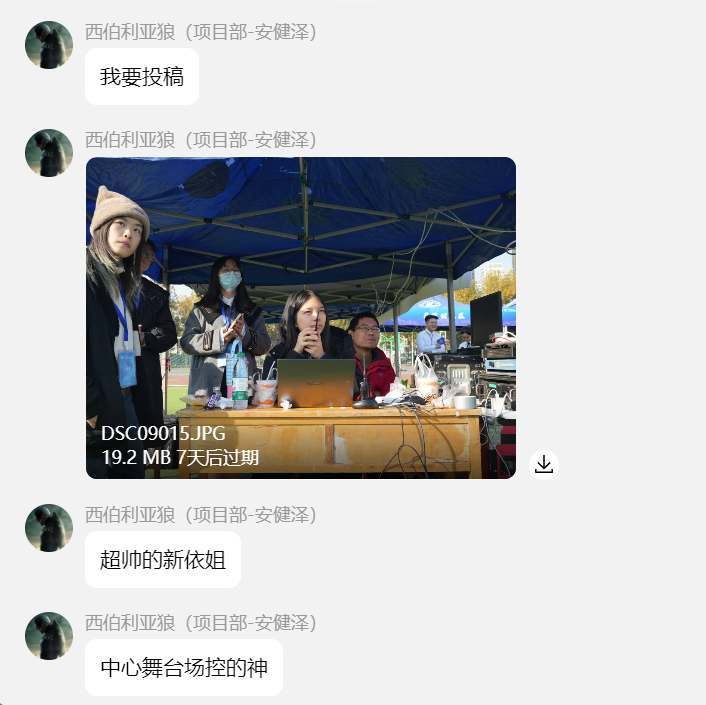 西伯利亚狼（项目部-安健泽）
我要投稿
西伯利亚狼（项目部-安健泽）
DSC09015.JPG
19.2 MB 7天后过期
西伯利亚狼（项目部-安健泽）
超帅的新依姐
西伯利亚狼（项目部-安健泽）
中心舞台场控的神